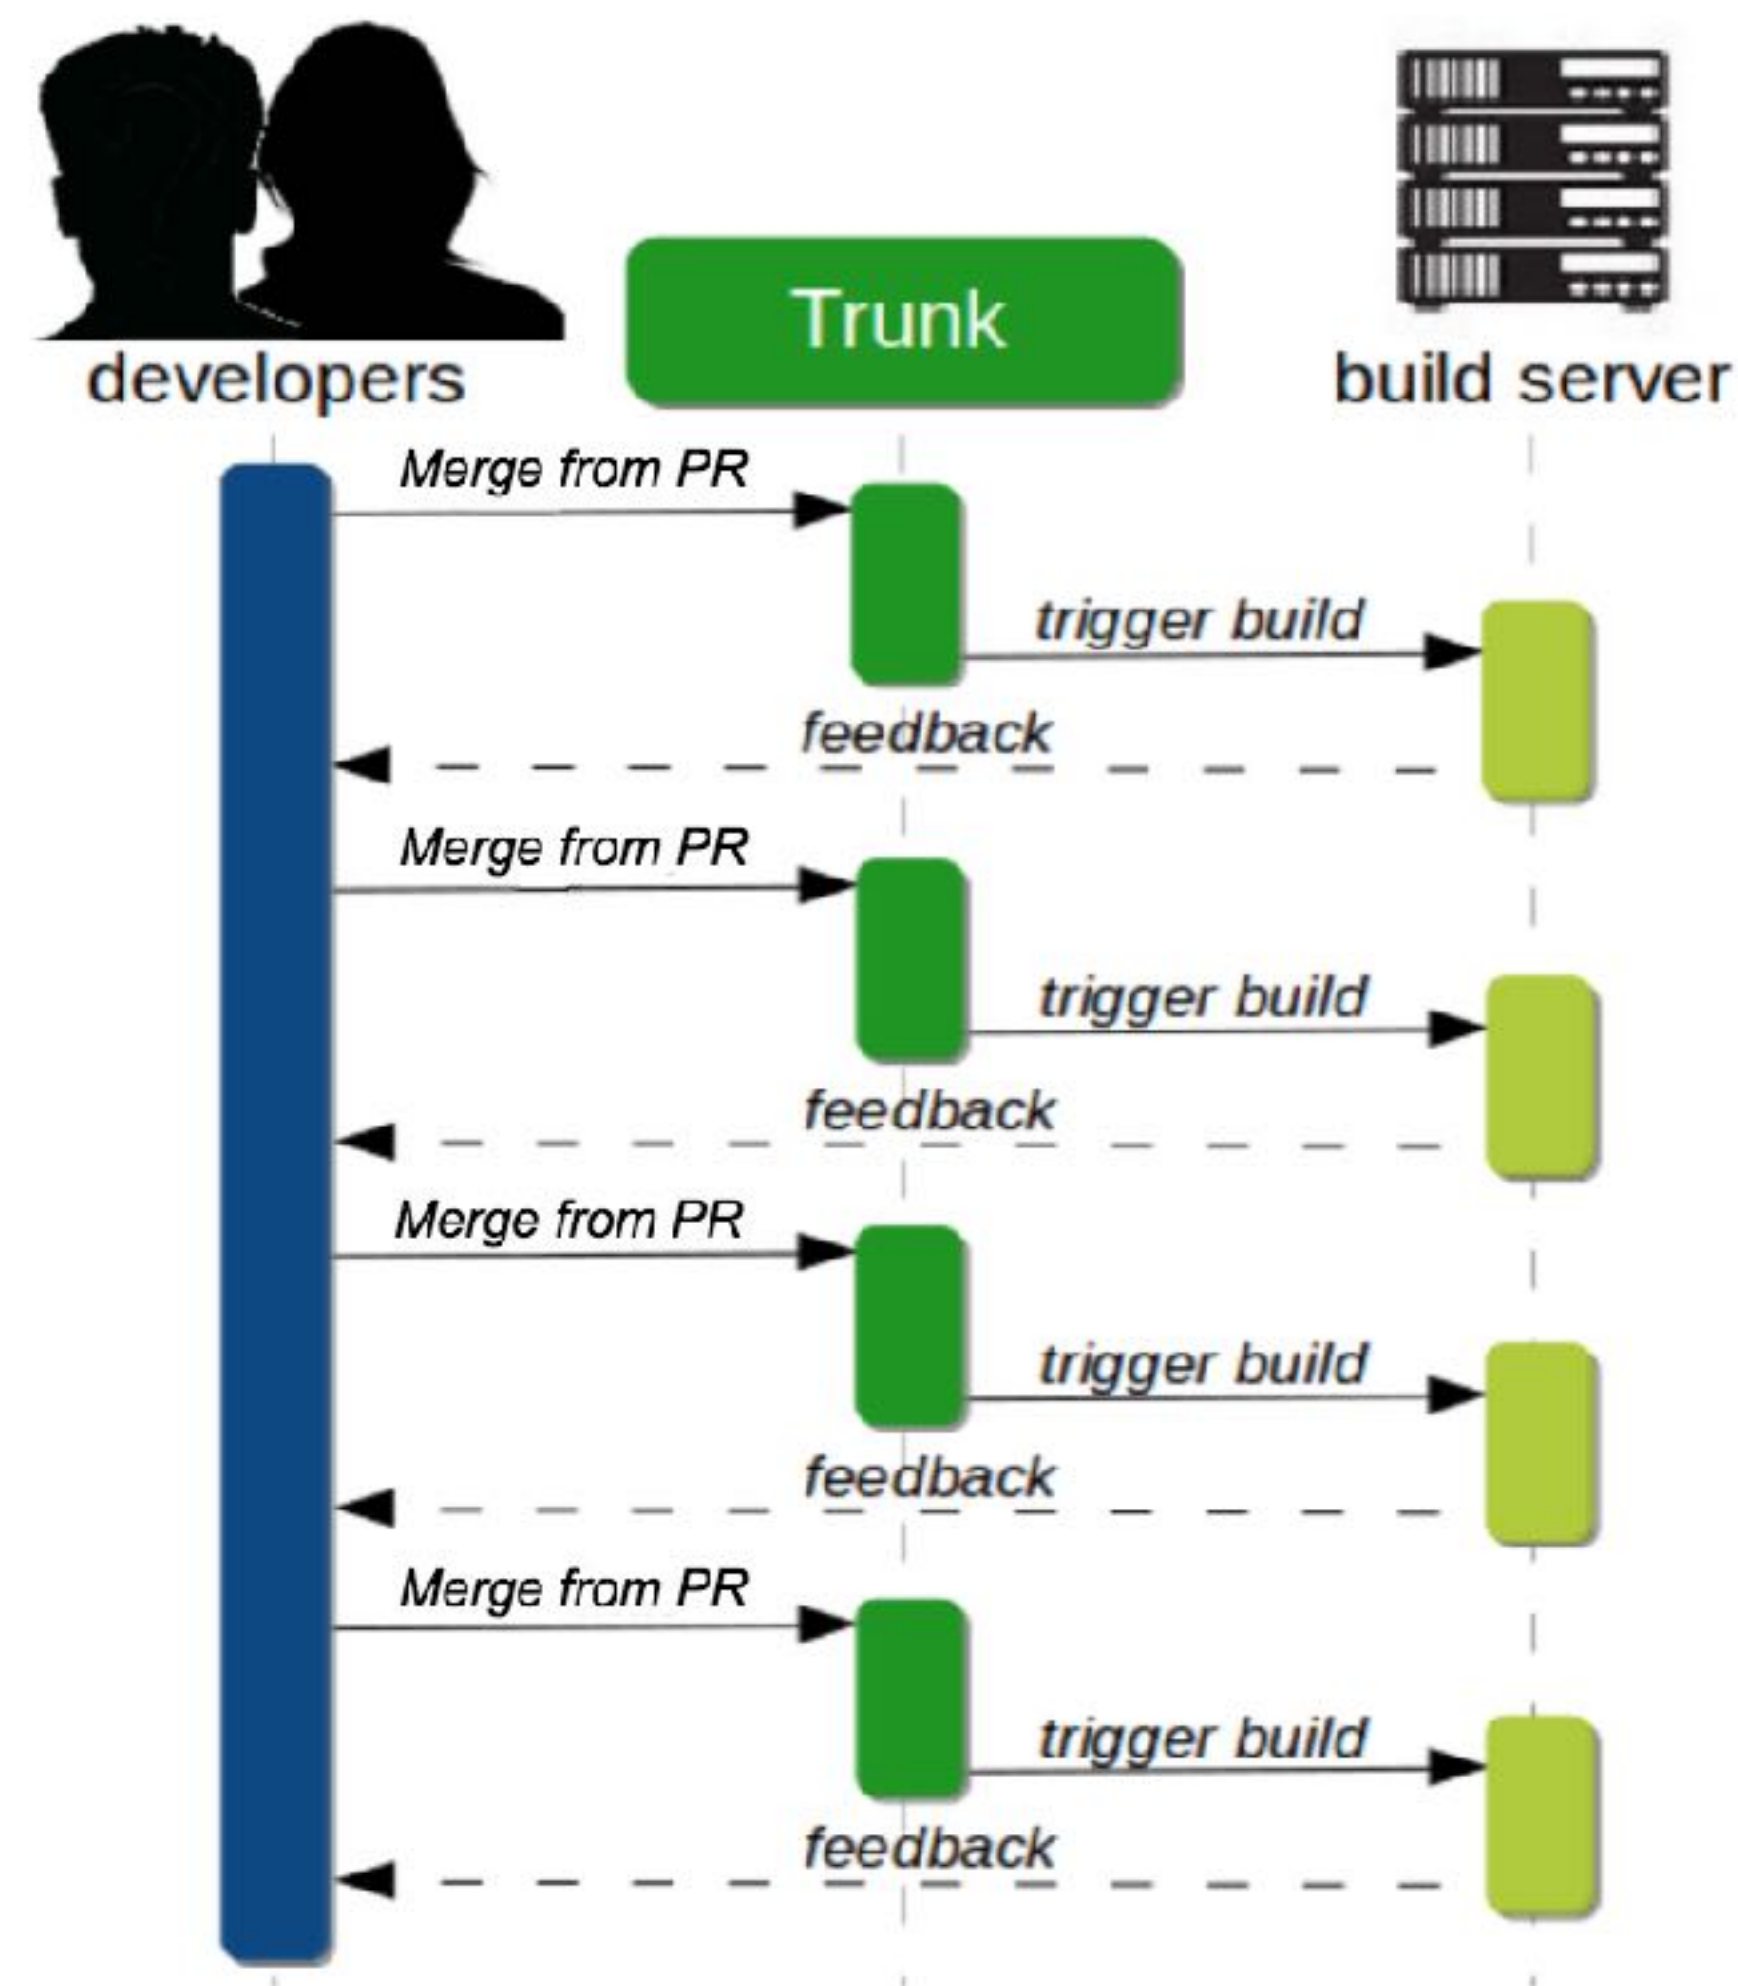 Trunk
developers
build server
Merge from PR
trigger build
feedback
Merge from PR
trigger build
feedback
Merge from PR
trigger build
feedback
Merge from PR
trigger build
feedback